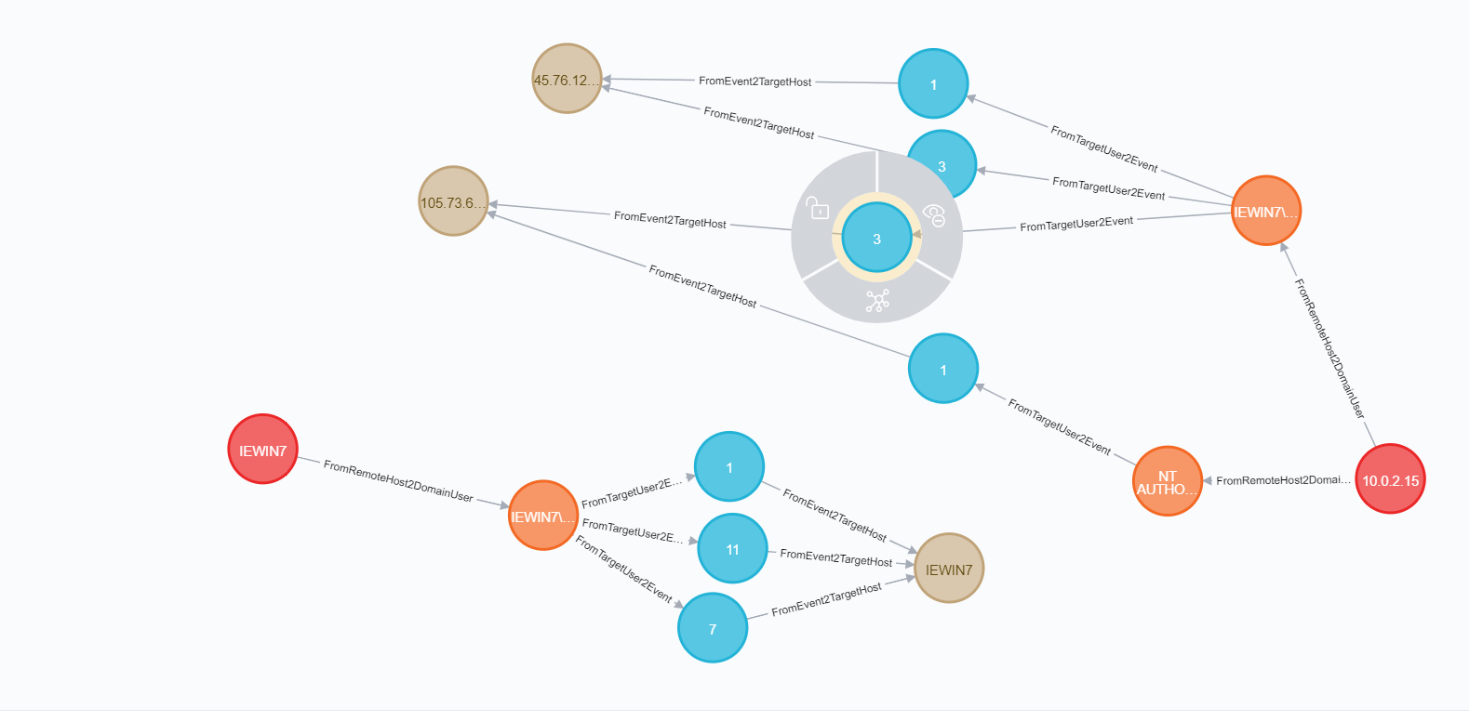 45.76.12...
FromEvent2TargetHost
1
FromEvent2TargetHost
FromTargetUser2Event
3
FromTargetUser2Event
105.73.6...
FromEvent2TargetHost
3
FromTargetUser2Event
IEWIN7\...
FromEvent2TargetHost
FromRemoteHost2DomainUser
1
FromTargetUser2Event
IEWIN7
FromRemoteHost2DomainUser
IEWIN7\...
FromTargetUser2E...
1
FromEvent2TargetHost
NT
AUTHO...
FromRemoteHost2Domai...
10.0.2.15
FromTargetUser2E...
11
FromEvent2TargetHost
IEWIN7
FromTargetUser2Event
7
FromEvent2TargetHost